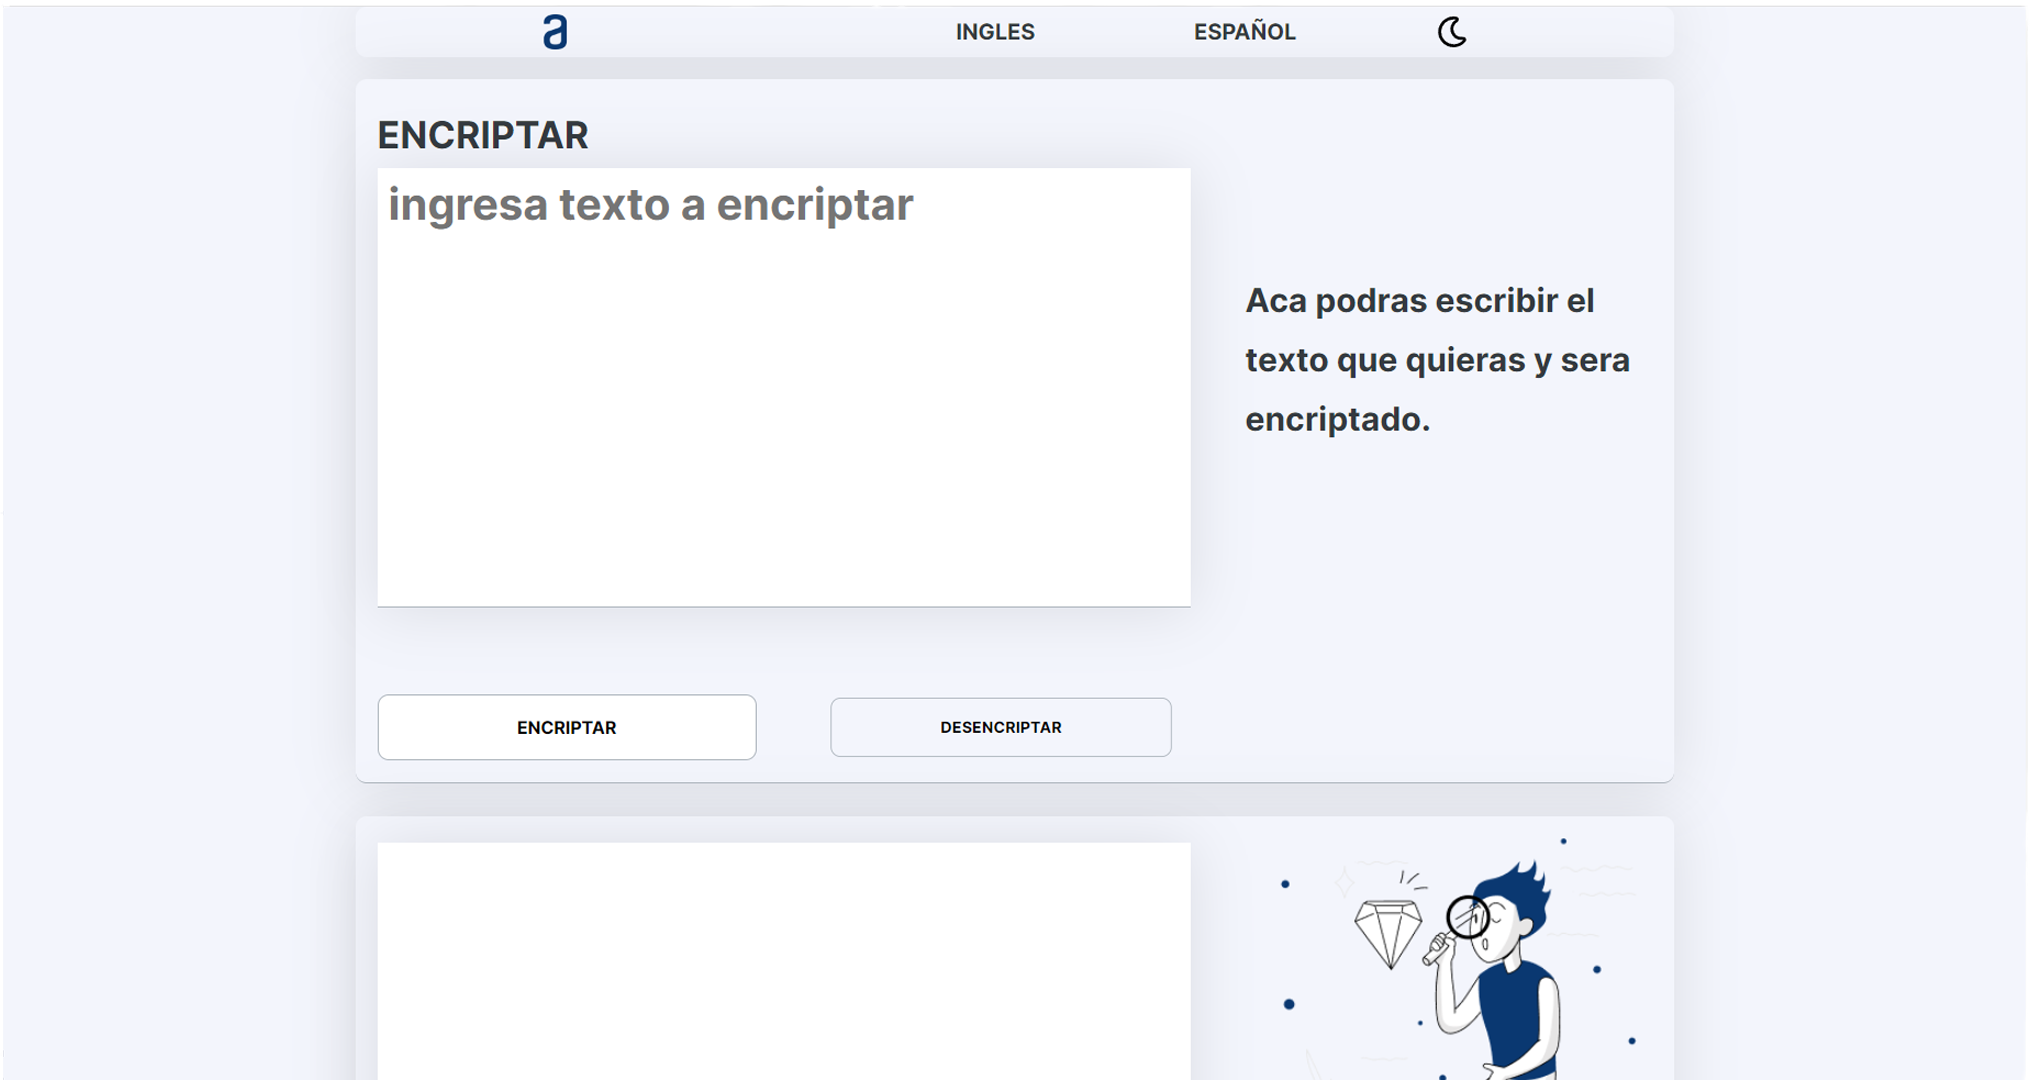 a
INGLES
ESPAÑOL
ENCRIPTAR
ingresa texto a encriptar
Aca podras escribir el
texto que quieras y sera
encriptado.
ENCRIPTAR
DESENCRIPTAR